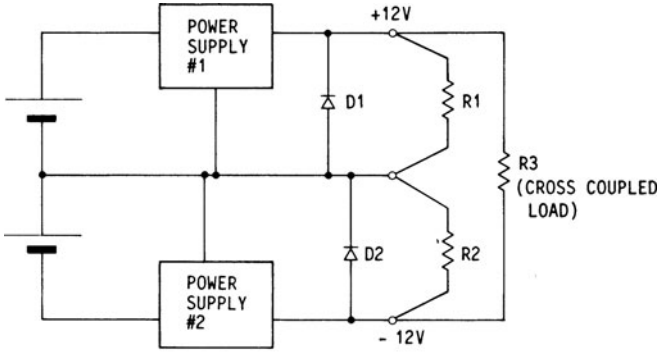 POWER
SUPPLY
#1
+12V
D1
R1
R3
(CROSS COUPLED
LOAD)
D2
R2
POWER
SUPPLY
#2
- 12V